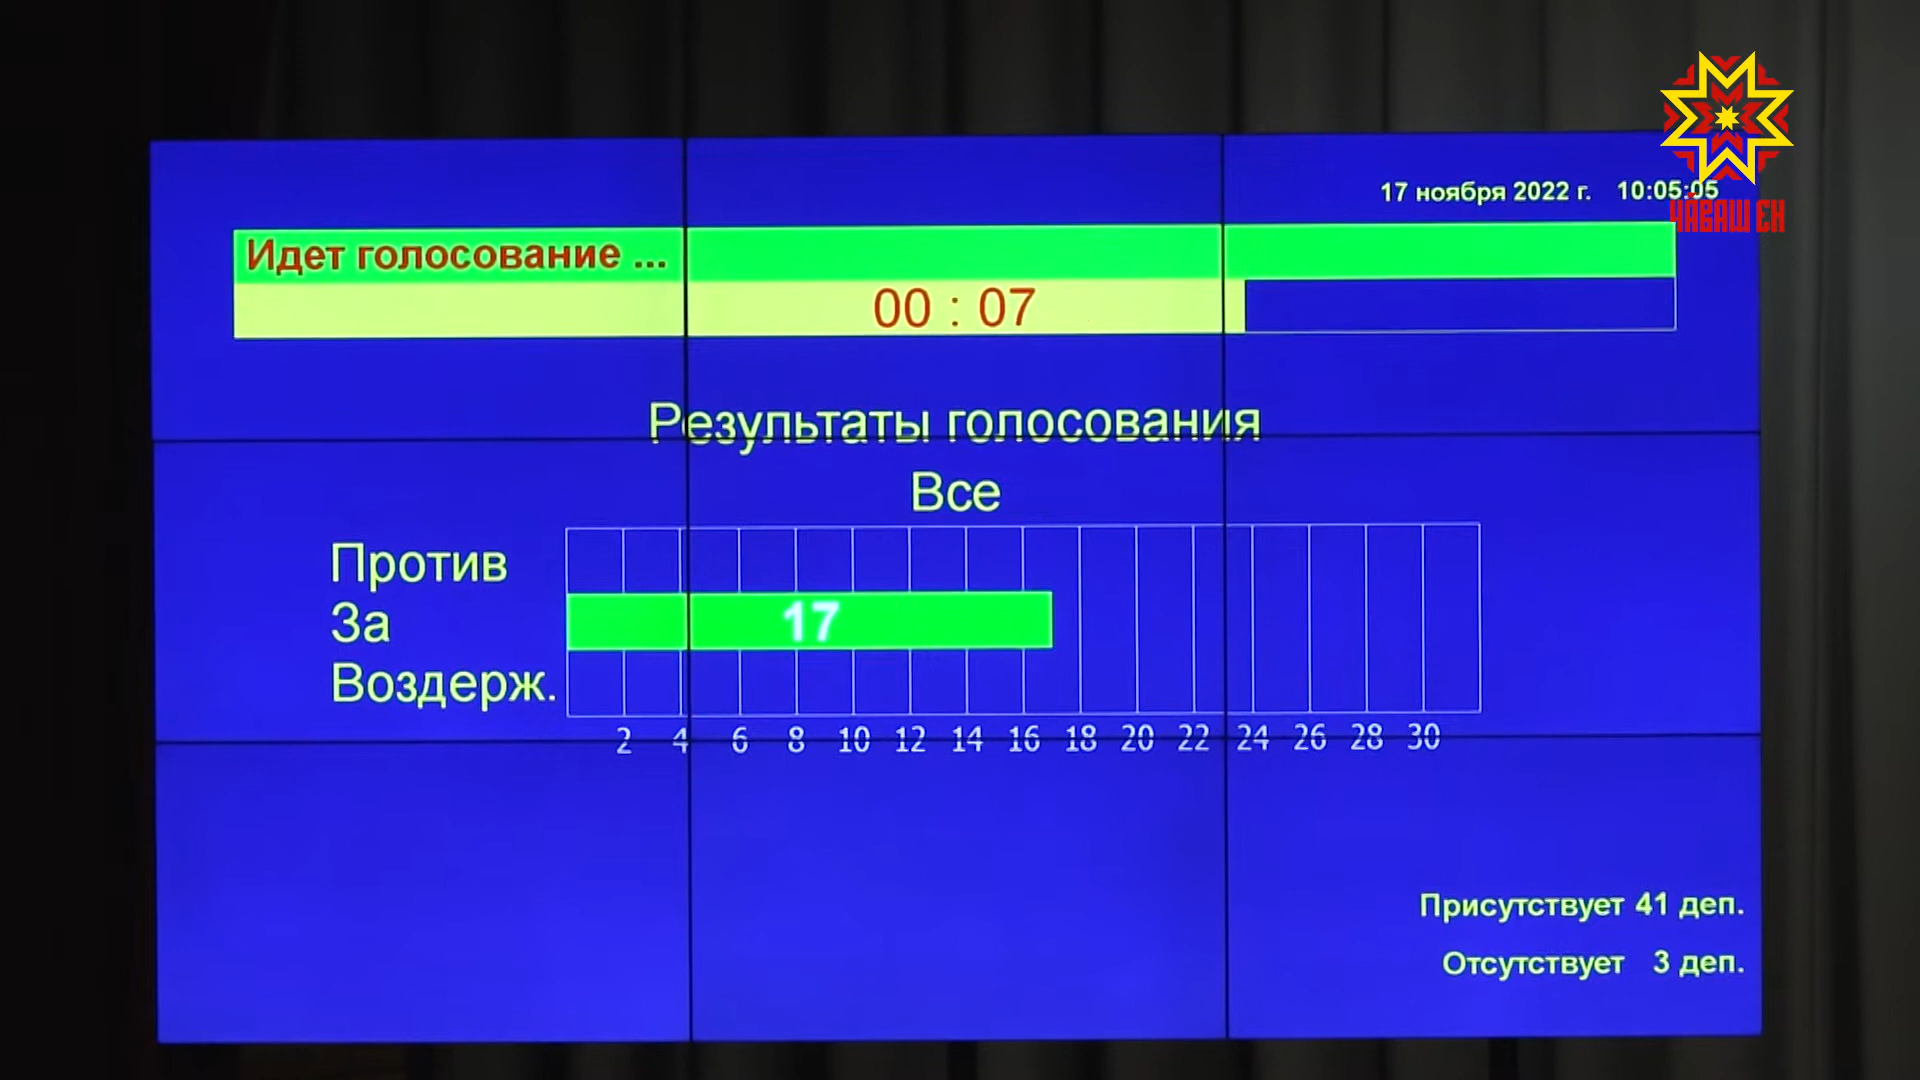 17 ноября 2022 г. 10:05:05
ЧӐВАШ ЕН
Идет голосование ...
00 : 07
Результаты голосования
Все
Против
За 17
Воздерж.
2 4 6 8 10 12 14 16 18 20 22 24 26 28 30
Присутствует 41 деп.
Отсутствует 3 деп.